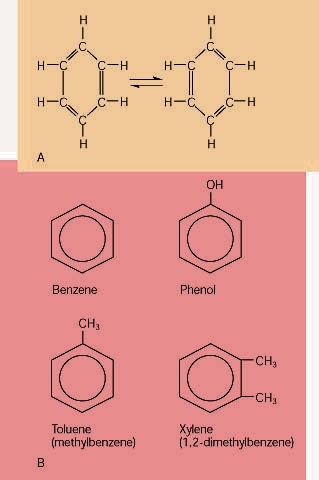 H H
C C
H—C C—H H—C C—H
H—C C—H H—C C—H
C C
H H
A
OH
Benzene Phenol
CH₃
CH₃
CH₃
Toluene Xylene
(methylbenzene) (1,2-dimethylbenzene)
B